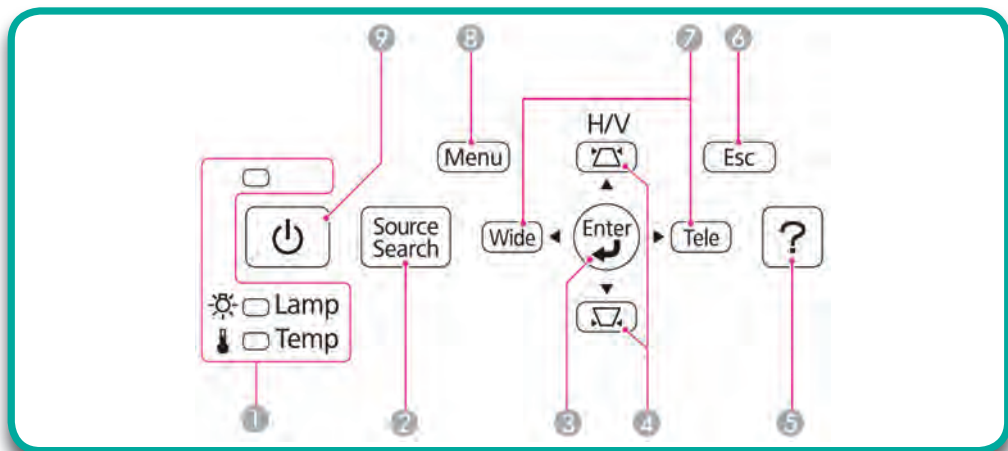 9
8
7
6
H/V
Menu
Esc
Source
Search
Wide
Enter
Tele
?
Lamp
Temp
1
2
3
4
5